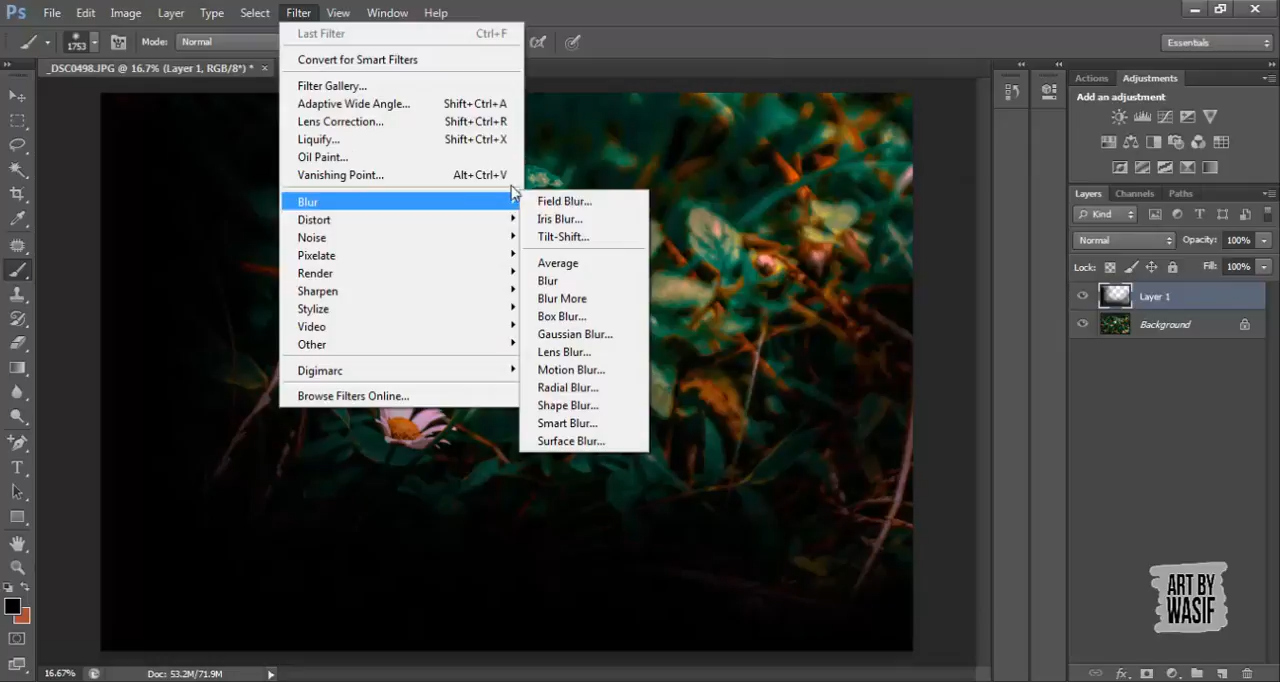 Ps File Edit Image Layer Type Select Filter View Window Help
1753 Mode: Normal Essentials
_DSC0498.JPG @ 16.7% (Layer 1, RGB/8*) * ×
Last Filter Ctrl+F
Convert for Smart Filters
Filter Gallery...
Adaptive Wide Angle... Shift+Ctrl+A
Lens Correction... Shift+Ctrl+R
Liquify... Shift+Ctrl+X
Oil Paint...
Vanishing Point... Alt+Ctrl+V
Blur
Distort
Noise
Pixelate
Render
Sharpen
Stylize
Video
Other
Digimarc
Browse Filters Online...
Field Blur...
Iris Blur...
Tilt-Shift...
Average
Blur
Blur More
Box Blur...
Gaussian Blur...
Lens Blur...
Motion Blur...
Radial Blur...
Shape Blur...
Smart Blur...
Surface Blur...
Actions Adjustments
Add an adjustment
Layers Channels Paths
Kind
Normal Opacity: 100%
Lock: Fill: 100%
Layer 1
Background
ART BY
WASIF
16.67% Doc: 53.2M/71.9M